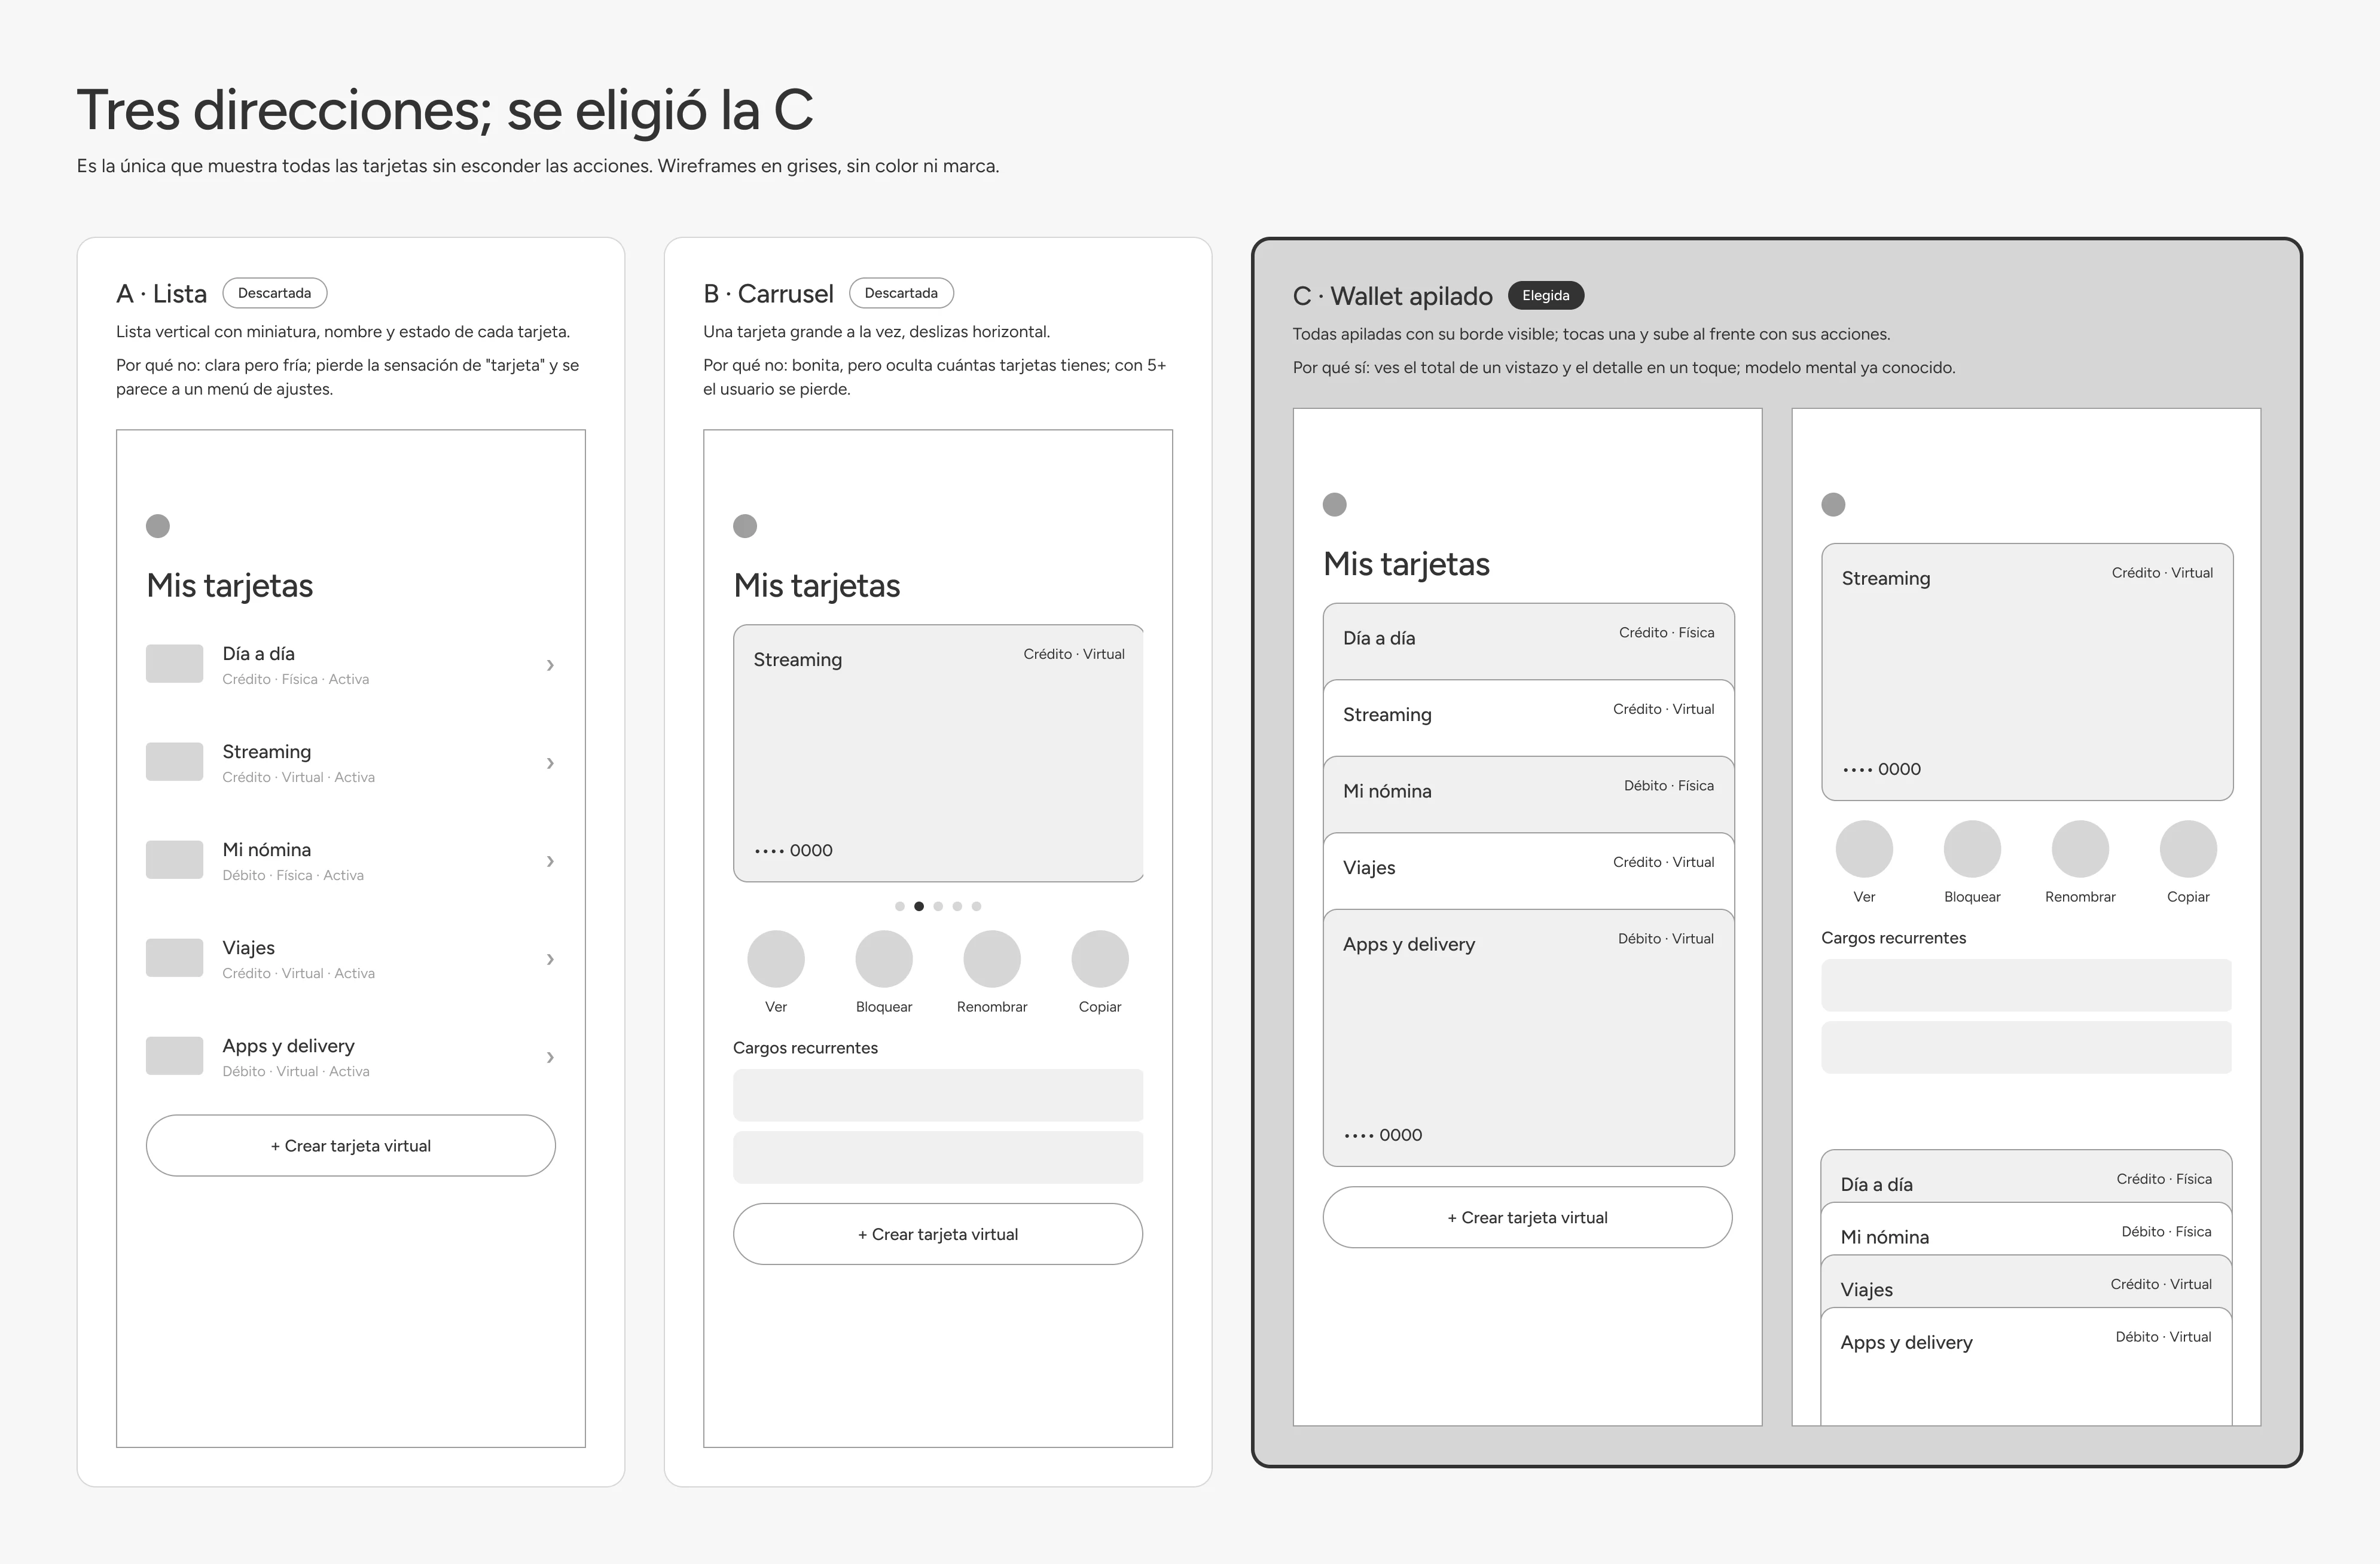 Tres direcciones; se eligió la C
Es la única que muestra todas las tarjetas sin esconder las acciones. Wireframes en grises, sin color ni marca.
A · Lista
Descartada
Lista vertical con miniatura, nombre y estado de cada tarjeta.
Por qué no: clara pero fría; pierde la sensación de "tarjeta" y se
parece a un menú de ajustes.
Mis tarjetas
Día a día
Crédito · Física · Activa
›
Streaming
Crédito · Virtual · Activa
›
Mi nómina
Débito · Física · Activa
›
Viajes
Crédito · Virtual · Activa
›
Apps y delivery
Débito · Virtual · Activa
›
+ Crear tarjeta virtual
B · Carrusel
Descartada
Una tarjeta grande a la vez, deslizas horizontal.
Por qué no: bonita, pero oculta cuántas tarjetas tienes; con 5+
el usuario se pierde.
Mis tarjetas
Streaming
Crédito · Virtual
•••• 0000
Ver
Bloquear
Renombrar
Copiar
Cargos recurrentes
+ Crear tarjeta virtual
C · Wallet apilado
Elegida
Todas apiladas con su borde visible; tocas una y sube al frente con sus acciones.
Por qué sí: ves el total de un vistazo y el detalle en un toque; modelo mental ya conocido.
Mis tarjetas
Día a día
Crédito · Física
Streaming
Crédito · Virtual
Mi nómina
Débito · Física
Viajes
Crédito · Virtual
Apps y delivery
Débito · Virtual
•••• 0000
+ Crear tarjeta virtual
Streaming
Crédito · Virtual
•••• 0000
Ver
Bloquear
Renombrar
Copiar
Cargos recurrentes
Día a día
Crédito · Física
Mi nómina
Débito · Física
Viajes
Crédito · Virtual
Apps y delivery
Débito · Virtual